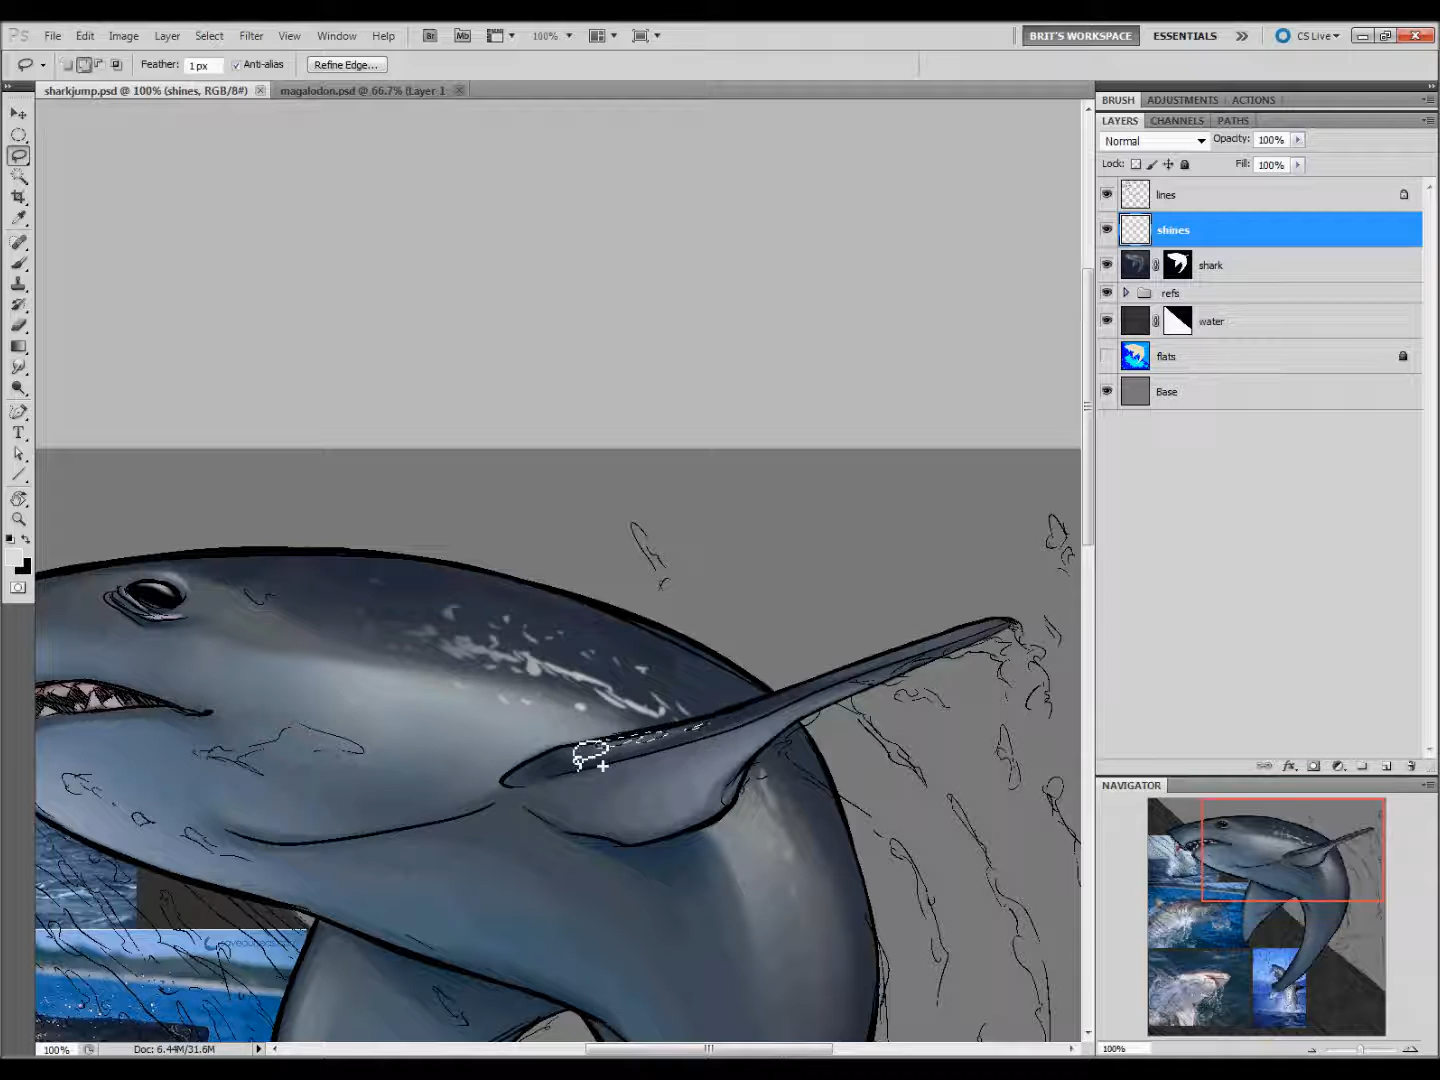 Ps File Edit Image Layer Select Filter View Window Help Br Mb 100% BRIT'S WORKSPACE ESSENTIALS CS Live
Feather: 1 px Anti-alias Refine Edge...
sharkjump.psd @ 100% (shines, RGB/8#) magalodon.psd @ 66.7% (Layer 1
BRUSH ADJUSTMENTS ACTIONS
LAYERS CHANNELS PATHS
Normal Opacity: 100%
Lock: Fill: 100%
lines
shines
shark
refs
water
flats
Base
fx
NAVIGATOR
T
100% Doc: 6.44M/31.6M
100%